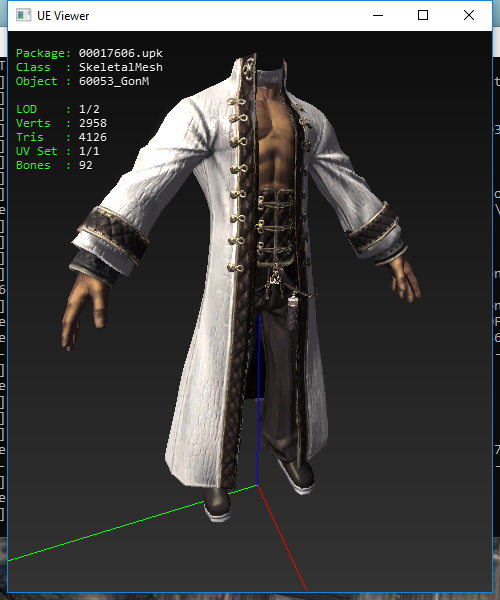 UE Viewer
Package: 00017606.upk
Class : SkeletalMesh
Object : 60053_GonM
LOD : 1/2
Verts : 2958
Tris : 4126
UV Set : 1/1
Bones : 92